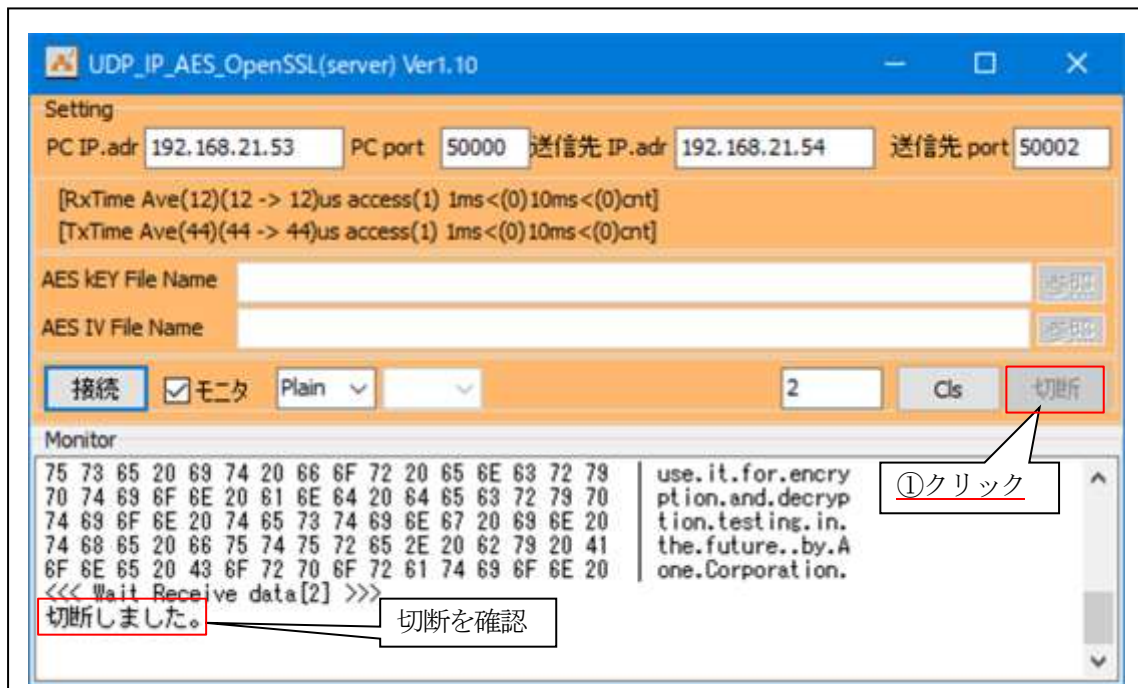 UDP_IP_AES_OpenSSL(server) Ver1.10
Setting
PC IP.adr 192.168.21.53 PC port 50000 送信先 IP.adr 192.168.21.54 送信先 port 50002
[RxTime Ave(12)(12 -> 12)us access(1) 1ms<(0)10ms<(0)cnt]
[TxTime Ave(44)(44 -> 44)us access(1) 1ms<(0)10ms<(0)cnt]
AES kEY File Name 参照
AES IV File Name 参照
接続 モニタ Plain 2 Cls 切断
Monitor
75 73 65 20 69 74 20 66 6F 72 20 65 6E 63 72 79 | use.it.for.encry
70 74 69 6F 6E 20 61 6E 64 20 64 65 63 72 79 70 | ption.and.decryp
74 69 6F 6E 20 74 65 73 74 69 6E 67 20 69 6E 20 | tion.testing.in.
74 68 65 20 66 75 74 75 72 65 2E 20 62 79 20 41 | the.future..by.A
6F 6E 65 20 43 6F 72 70 6F 72 61 74 69 6F 6E 20 | one.Corporation.
<<< Wait Receive data[2] >>>
切断しました。
①クリック
切断を確認